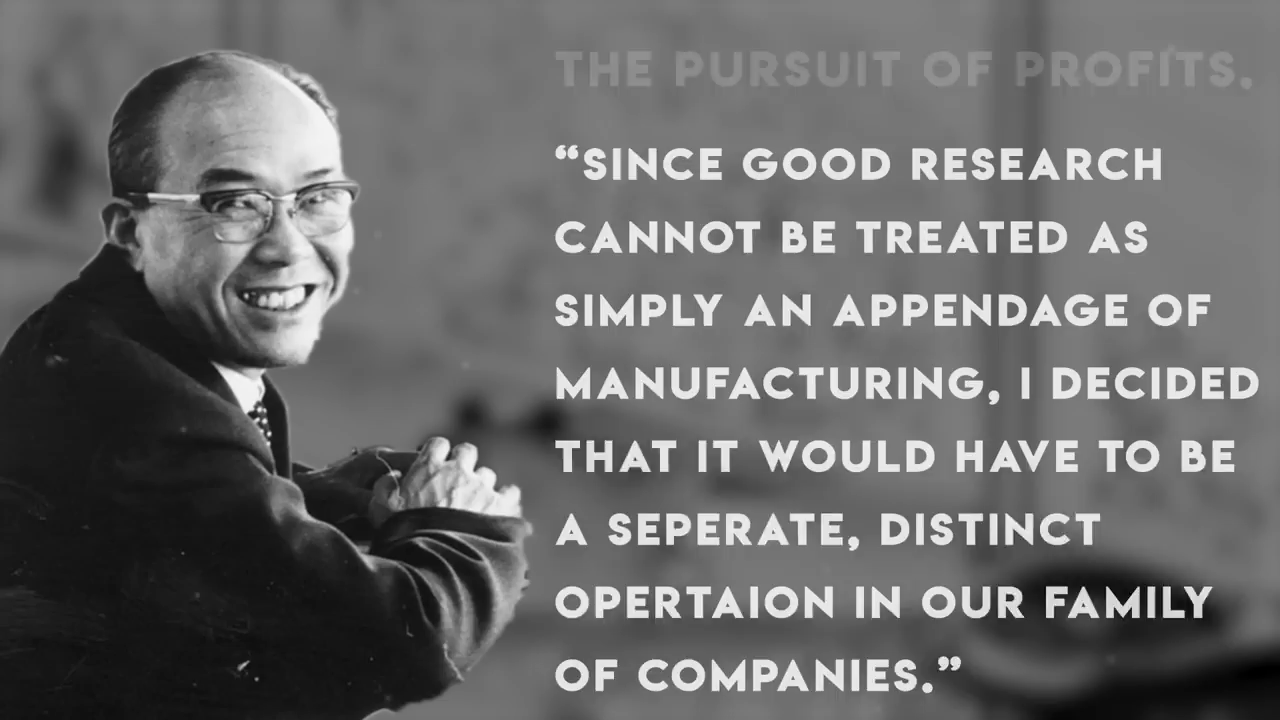 THE PURSUIT OF PROFITS.
“SINCE GOOD RESEARCH
CANNOT BE TREATED AS
SIMPLY AN APPENDAGE OF
MANUFACTURING, I DECIDED
THAT IT WOULD HAVE TO BE
A SEPERATE, DISTINCT
OPERTAION IN OUR FAMILY
OF COMPANIES.”